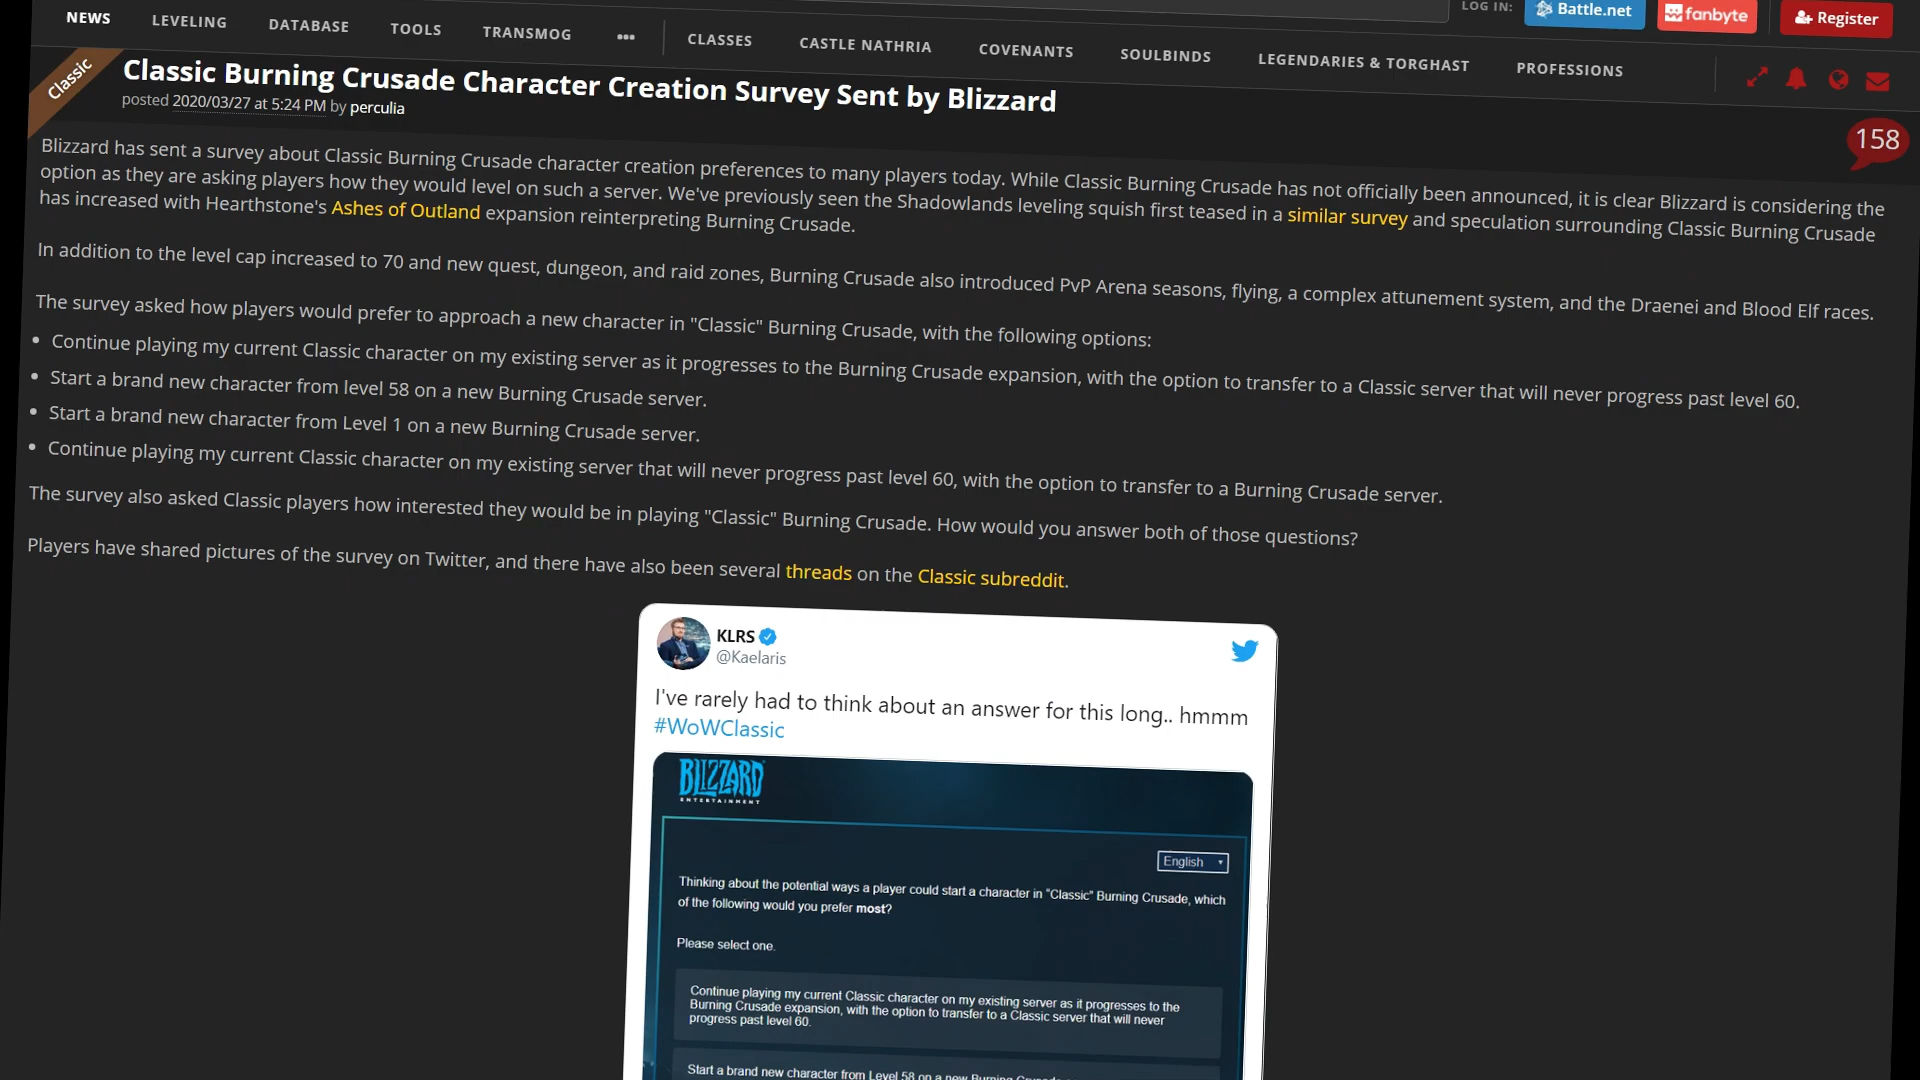 LOG IN: Battle.net fanbyte Register
NEWS LEVELING DATABASE TOOLS TRANSMOG ••• CLASSES CASTLE NATHRIA COVENANTS SOULBINDS LEGENDARIES & TORGHAST PROFESSIONS
Classic
Classic Burning Crusade Character Creation Survey Sent by Blizzard
posted 2020/03/27 at 5:24 PM by perculia
158
Blizzard has sent a survey about Classic Burning Crusade character creation preferences to many players today. While Classic Burning Crusade has not officially been announced, it is clear Blizzard is considering the
option as they are asking players how they would level on such a server. We've previously seen the Shadowlands leveling squish first teased in a similar survey and speculation surrounding Classic Burning Crusade
has increased with Hearthstone's Ashes of Outland expansion reinterpreting Burning Crusade.
In addition to the level cap increased to 70 and new quest, dungeon, and raid zones, Burning Crusade also introduced PvP Arena seasons, flying, a complex attunement system, and the Draenei and Blood Elf races.
The survey asked how players would prefer to approach a new character in "Classic" Burning Crusade, with the following options:
• Continue playing my current Classic character on my existing server as it progresses to the Burning Crusade expansion, with the option to transfer to a Classic server that will never progress past level 60.
• Start a brand new character from level 58 on a new Burning Crusade server.
• Start a brand new character from Level 1 on a new Burning Crusade server.
• Continue playing my current Classic character on my existing server that will never progress past level 60, with the option to transfer to a Burning Crusade server.
The survey also asked Classic players how interested they would be in playing "Classic" Burning Crusade. How would you answer both of those questions?
Players have shared pictures of the survey on Twitter, and there have also been several threads on the Classic subreddit.
KLRS
@Kaelaris
I've rarely had to think about an answer for this long.. hmmm
#WoWClassic
BLIZZARD
ENTERTAINMENT
English
Thinking about the potential ways a player could start a character in "Classic" Burning Crusade, which
of the following would you prefer most?
Please select one.
Continue playing my current Classic character on my existing server as it progresses to the
Burning Crusade expansion, with the option to transfer to a Classic server that will never
progress past level 60.
Start a brand new character from Level 58 on a new Burning